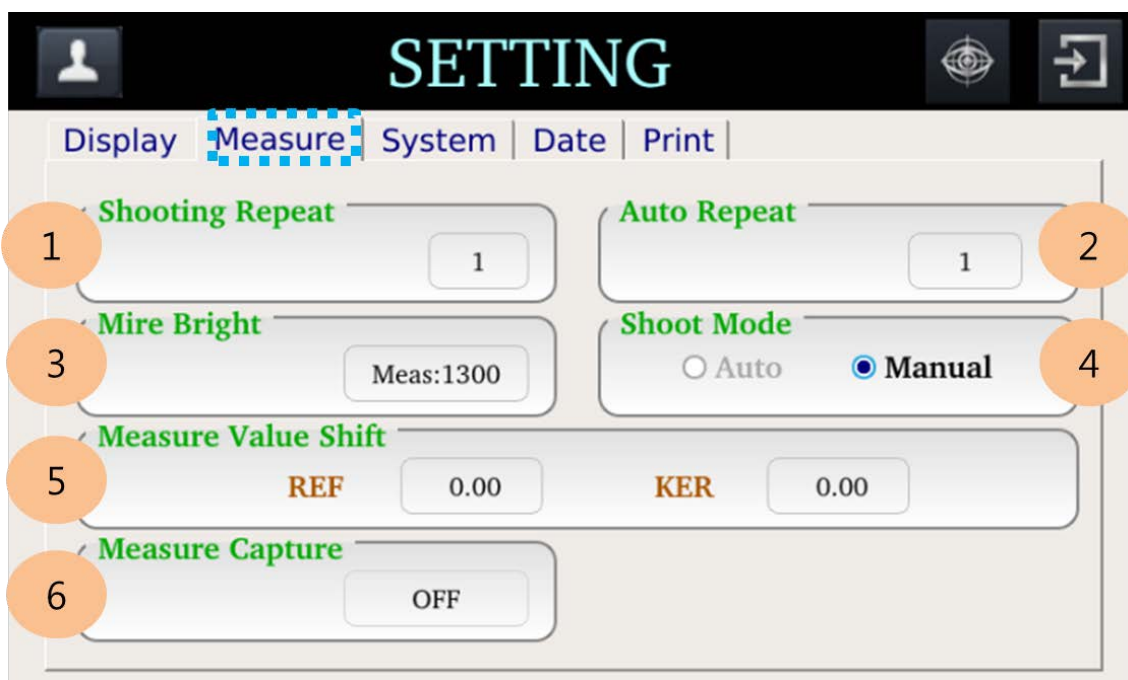 SETTING
Display Measure System Date Print
Shooting Repeat Auto Repeat
1 1 1 2
Mire Bright Shoot Mode
3 Meas:1300 Auto Manual 4
Measure Value Shift
5 REF 0.00 KER 0.00
Measure Capture
6 OFF